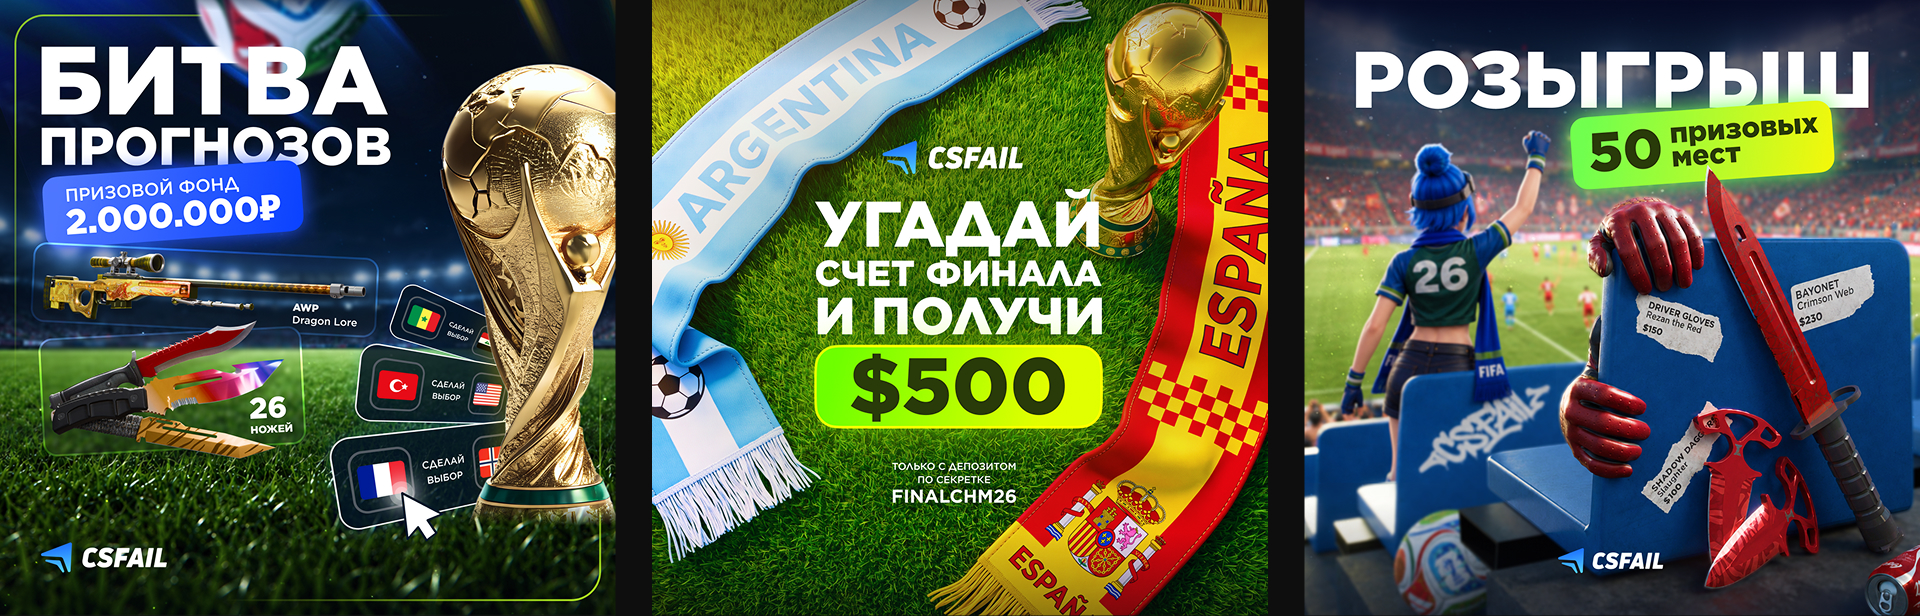 БИТВА
ПРОГНОЗОВ
ПРИЗОВОЙ ФОНД
2.000.000₽
AWP
Dragon Lore
26
НОЖЕЙ
СДЕЛАЙ
ВЫБОР
СДЕЛАЙ
ВЫБОР
СДЕЛАЙ
ВЫБОР
CSFAIL
ARGENTINA
CSFAIL
УГАДАЙ
СЧЕТ ФИНАЛА
И ПОЛУЧИ
$500
ТОЛЬКО С ДЕПОЗИТОМ
ПО СЕКРЕТКЕ
FINALCHM26
ESPAÑA
ESPAÑ
РОЗЫГРЫШ
50 призовых
мест
26
FIFA
CSFAIL
DRIVER GLOVES
Rezan the Red
$150
BAYONET
Crimson Web
$230
SHADOW DAGGER
Slaughter
$100
CSFAIL